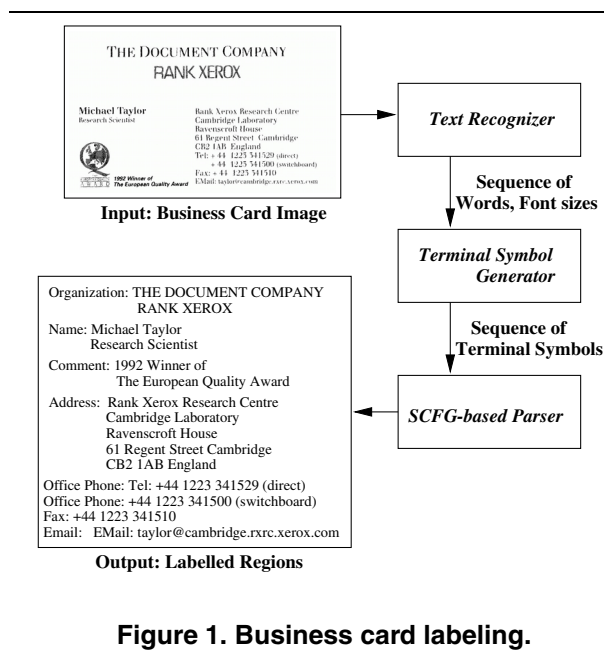 THE DOCUMENT COMPANY
RANK XEROX
Michael Taylor
Research Scientist
1992 Winner of
The European Quality Award
Rank Xerox Research Centre
Cambridge Laboratory
Ravenscroft House
61 Regent Street Cambridge
CB2 1AB England
Tel: + 44 1223 341529 (direct)
+ 44 1223 341500 (switchboard)
Fax: + 44 1223 341510
EMail: taylor@cambridge.rxrc.xerox.com
Input: Business Card Image
Text Recognizer
Sequence of
Words, Font sizes
Terminal Symbol
Generator
Sequence of
Terminal Symbols
SCFG-based Parser
Organization: THE DOCUMENT COMPANY
RANK XEROX
Name: Michael Taylor
Research Scientist
Comment: 1992 Winner of
The European Quality Award
Address: Rank Xerox Research Centre
Cambridge Laboratory
Ravenscroft House
61 Regent Street Cambridge
CB2 1AB England
Office Phone: Tel: +44 1223 341529 (direct)
Office Phone: +44 1223 341500 (switchboard)
Fax: +44 1223 341510
Email: EMail: taylor@cambridge.rxrc.xerox.com
Output: Labelled Regions
Figure 1. Business card labeling.